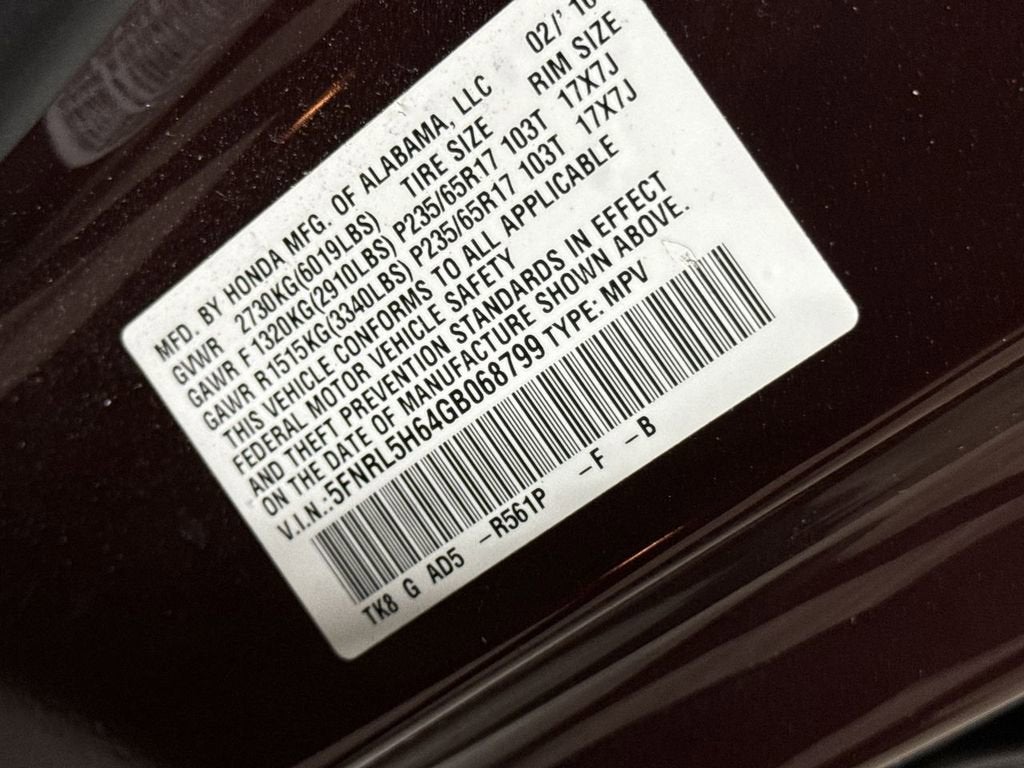 MFD. BY HONDA MFG. OF ALABAMA, LLC 02/' 16
GVWR 2730KG(6019LBS) TIRE SIZE RIM SIZE
GAWR F 1320KG(2910LBS) P235/65R17 103T 17X7J
GAWR R 1515KG(3340LBS) P235/65R17 103T 17X7J
THIS VEHICLE CONFORMS TO ALL APPLICABLE
FEDERAL MOTOR VEHICLE SAFETY
AND THEFT PREVENTION STANDARDS IN EFFECT
ON THE DATE OF MANUFACTURE SHOWN ABOVE.
V.I.N.:5FNRL5H64GB068799 TYPE: MPV
TK8 G AD5 -R561P -F -B